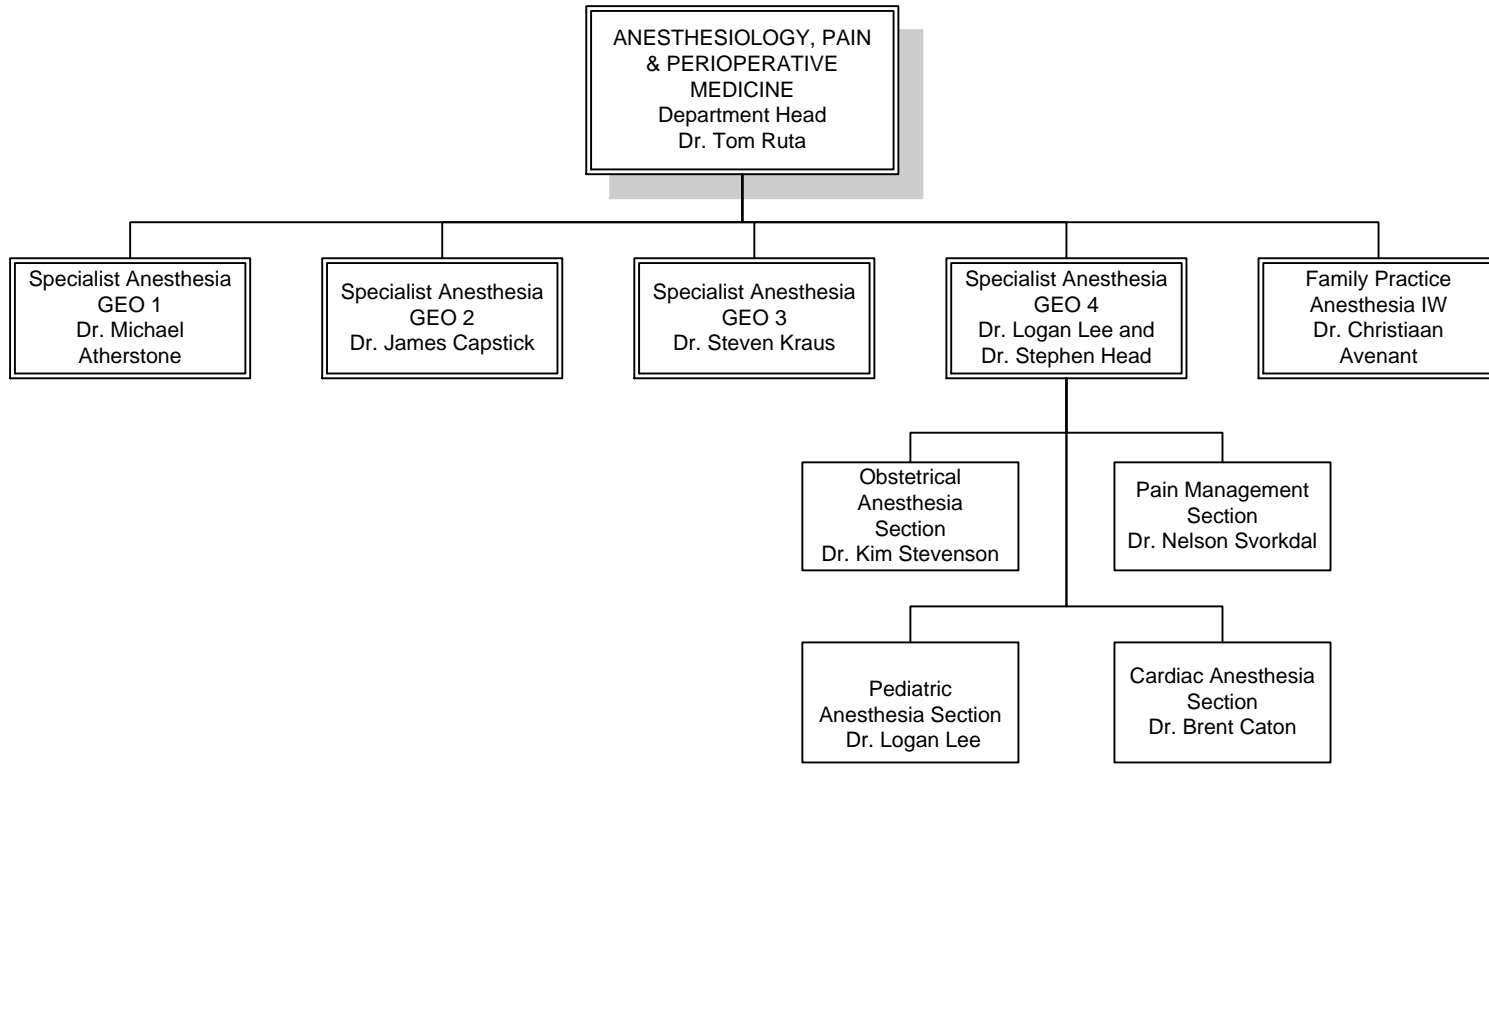 ANESTHESIOLOGY, PAIN
& PERIOPERATIVE
MEDICINE
Department Head
Dr. Tom Ruta
Specialist Anesthesia
GEO 1
Dr. Michael
Atherstone
Specialist Anesthesia
GEO 2
Dr. James Capstick
Specialist Anesthesia
GEO 3
Dr. Steven Kraus
Specialist Anesthesia
GEO 4
Dr. Logan Lee and
Dr. Stephen Head
Family Practice
Anesthesia IW
Dr. Christiaan
Avenant
Obstetrical
Anesthesia
Section
Dr. Kim Stevenson
Pain Management
Section
Dr. Nelson Svorkdal
Pediatric
Anesthesia Section
Dr. Logan Lee
Cardiac Anesthesia
Section
Dr. Brent Caton